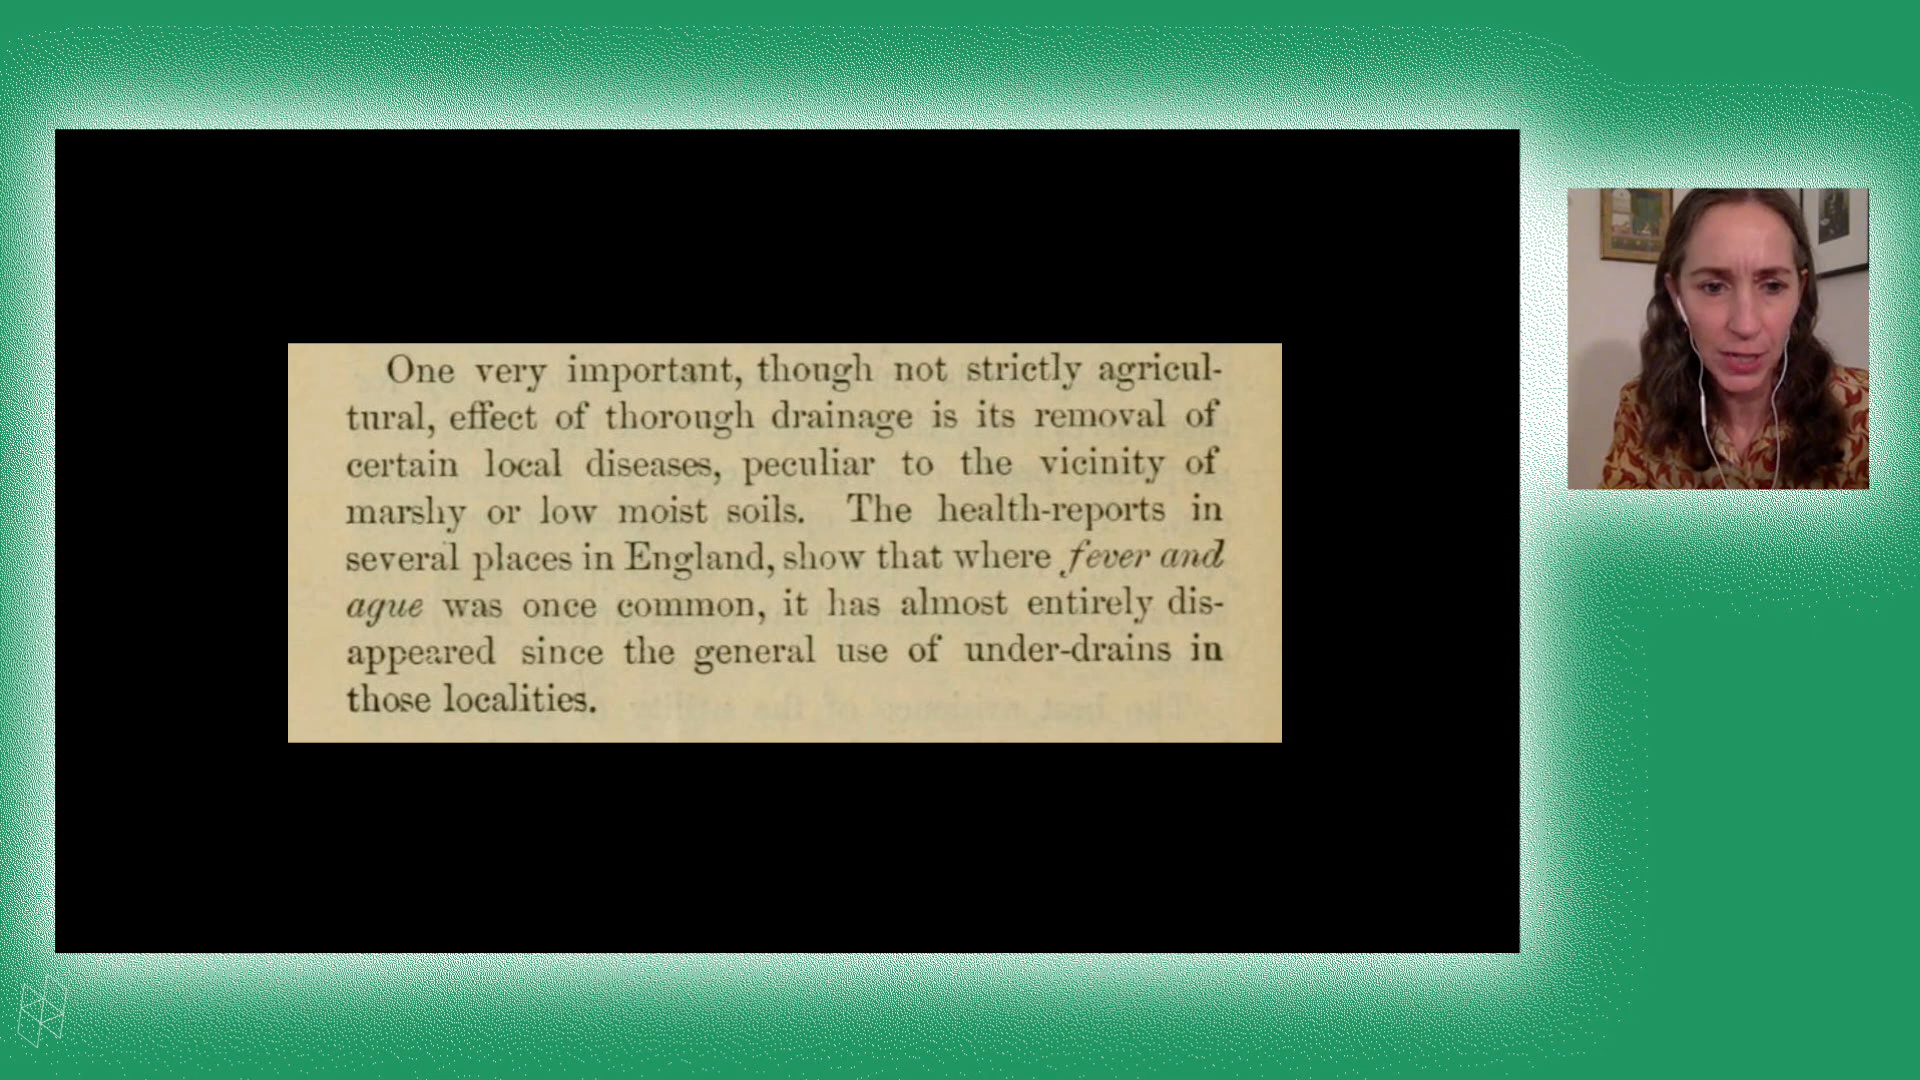 One very important, though not strictly agricul-
tural, effect of thorough drainage is its removal of
certain local diseases, peculiar to the vicinity of
marshy or low moist soils. The health-reports in
several places in England, show that where fever and
ague was once common, it has almost entirely dis-
appeared since the general use of under-drains in
those localities.